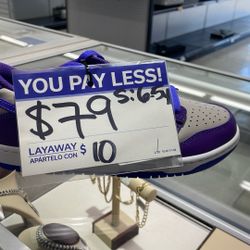 YOU PAY LESS!
$79 S:6.5
LAYAWAY
APARTELO CON $ 10